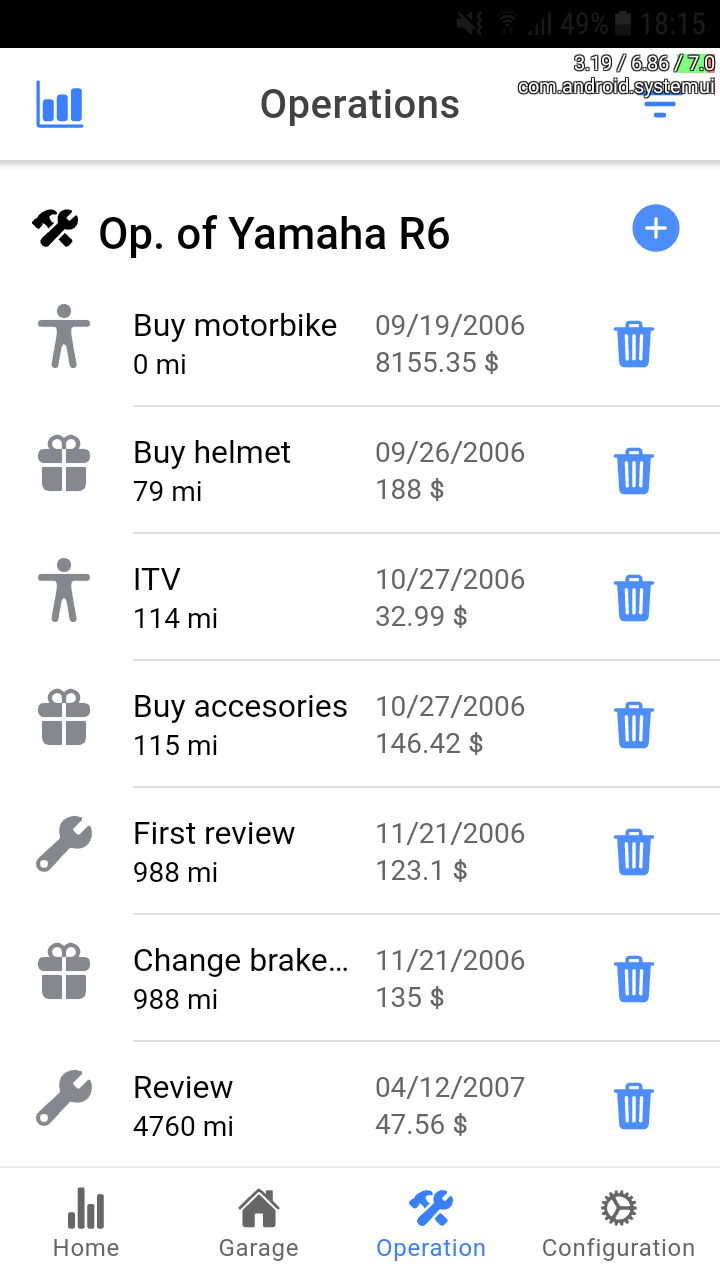 49% 18:15
3.19 / 6.86 / 7.0
com.android.systemui
Operations
Op. of Yamaha R6
Buy motorbike 09/19/2006
0 mi 8155.35 $
Buy helmet 09/26/2006
79 mi 188 $
ITV 10/27/2006
114 mi 32.99 $
Buy accesories 10/27/2006
115 mi 146.42 $
First review 11/21/2006
988 mi 123.1 $
Change brake... 11/21/2006
988 mi 135 $
Review 04/12/2007
4760 mi 47.56 $
Home Garage Operation Configuration